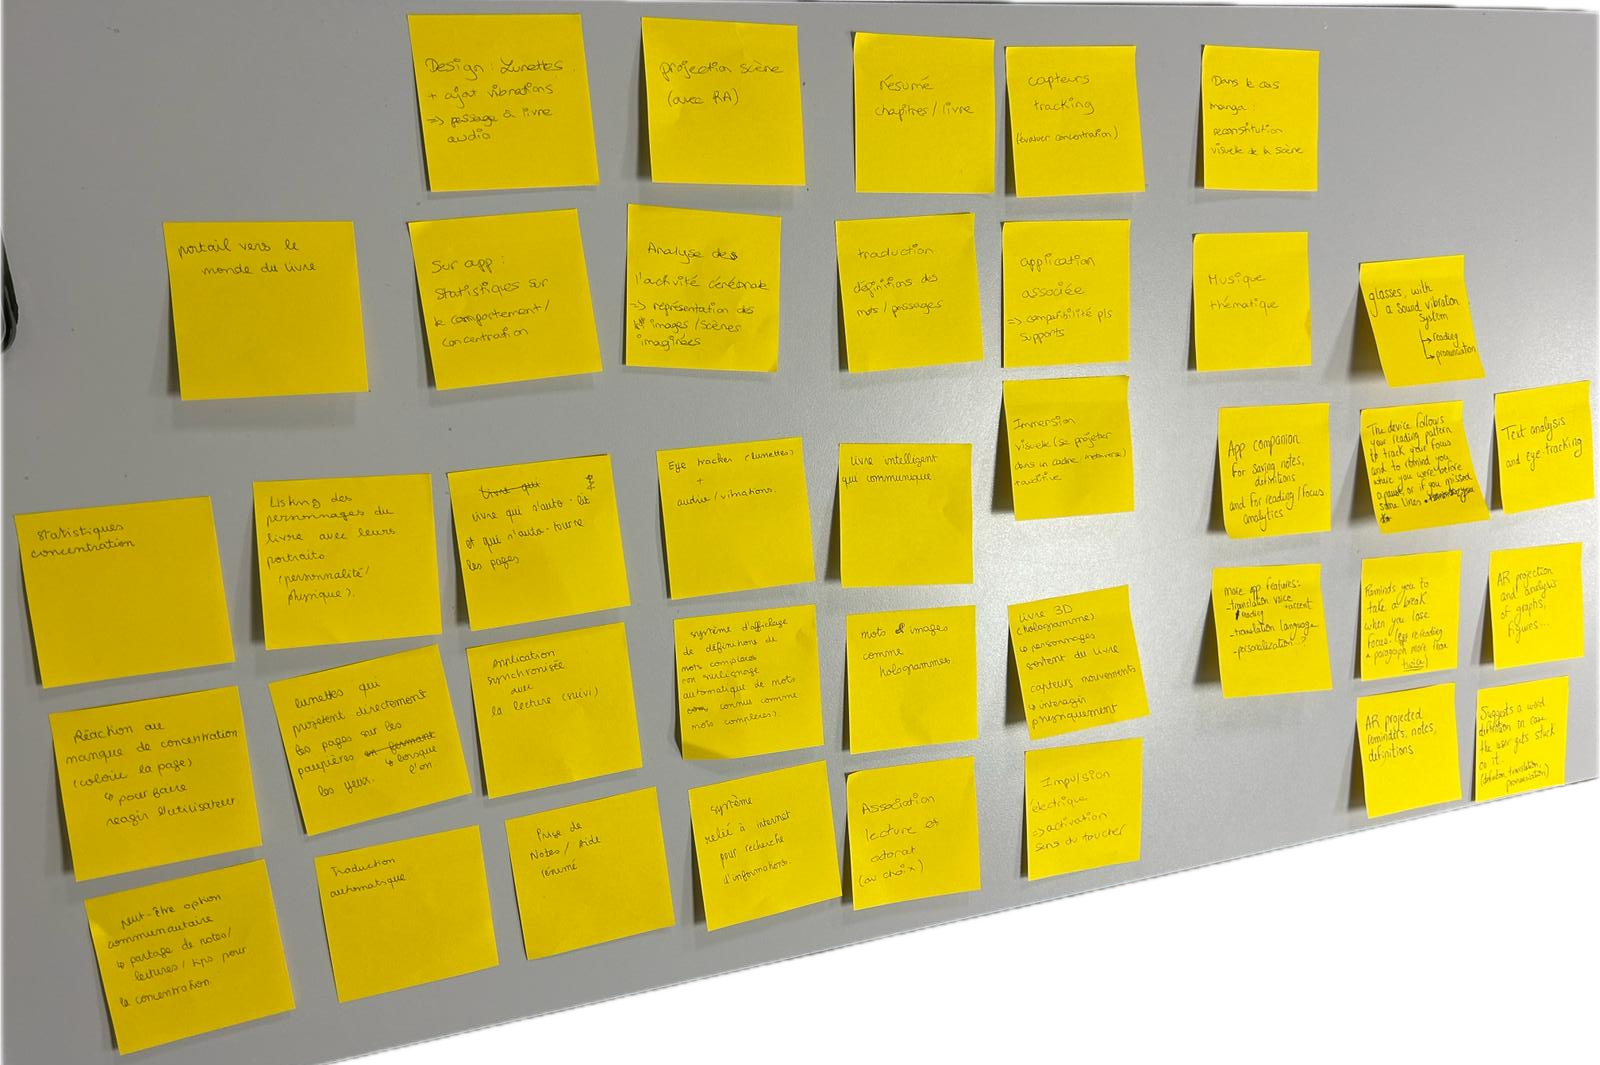 Design : Lunettes
+ ajout vibrations
=> passage à livre
audio
projection scène
(avec RA)
résumé
chapitres / livre
capteurs
tracking
(évaluer concentration)
Dans le cas
manga :
reconstitution
visuelle de la scène
portail vers le
monde du livre
Sur app :
Statistiques sur
le comportement /
concentration
Analyse des
l'activité cérébrale
=> représentation des
images / scènes
imaginées
traduction
définitions des
mots / passages
application
associée
=> compatibilité pls
supports
Musique
thématique
glasses, with
a sound vibration
system
reading
pronunciation
Immersion
visuelle (se projeter
dans un cadre, metaverse)
App companion
for saving notes,
definitions
and for reading / focus
analytics
The device follows
your reading pattern
to track your focus
and to remind you
where you were before
a pause, or if you missed
some lines
Text analysis
and eye-tracking
Statistiques
concentration
Listing des
personnages du
livre avec leurs
portraits
(personnalité /
physique).
livre qui
livre qui s'auto lit
et qui s'auto-tourne
les pages
Eye tracker (lunettes)
+
audio / vibrations.
livre intelligent
qui communique
Réaction au
manque de concentration
(colorie la page)
↳ pour faire
reagir l'utilisateur
lunettes qui
projetent directement
les pages sur les
paupières en fermant
les yeux. ↳ lorsque
l'on
Application
synchronisée
avec
la lecture (suivi)
système d'affichage
de définitions de
mots complexes
con surlignage
automatique de mots
connus comme
mots complexes).
mots & images
comme
hologrammes
Livre 3D
(hologramme)
↳ personnages
sortent du livre
capteurs mouvements
↳ interagir
physiquement
More app features:
-translation voice
reading accent
-translation language
-personalization...?
Reminds you to
take a break
when you lose
focus (eg re-reading
a paragraph more than
twice)
AR projection
and analysis
of graphs,
figures...
peut-être option
communautaire
↳ partage de notes/
lectures / tips pour
la concentration
Traduction
automatique
Prise de
Notes / aide
résumé
système
relié à internet
pour recherche
d'informations.
Association
lecture et
odorat
(au choix)
Impulsion
électrique
=> activation
sens du toucher
AR projected
reminders, notes,
definitions
Suggests a word
definition in case
the user gets stuck
on it.
(definition, translation,
pronunciation)